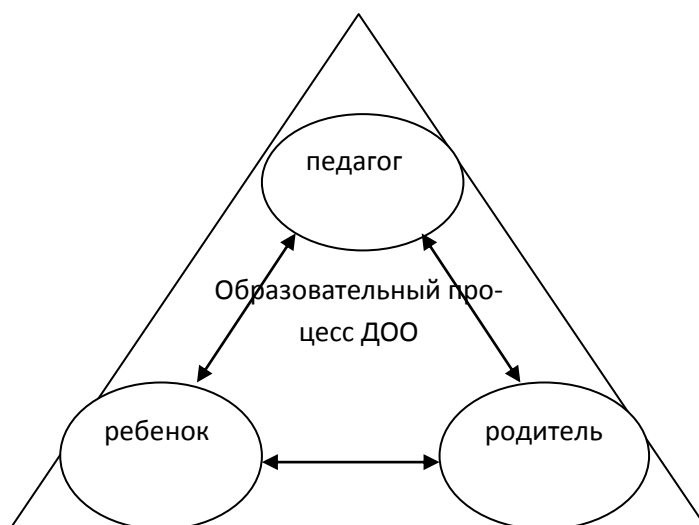 педагог
Образовательный про-
цесс ДОО
ребенок
родитель